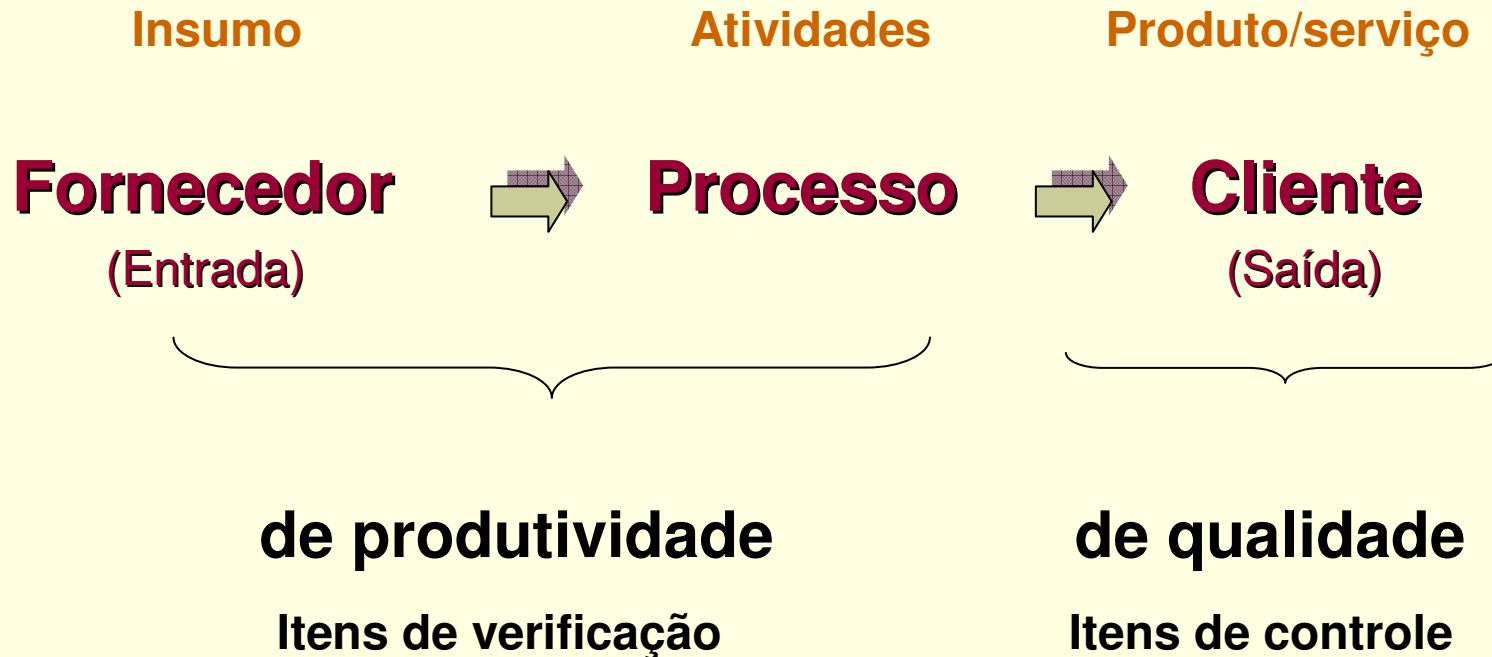 Insumo Atividades Produto/serviço
Fornecedor Processo Cliente
(Entrada) (Saída)
de produtividade de qualidade
Itens de verificação Itens de controle